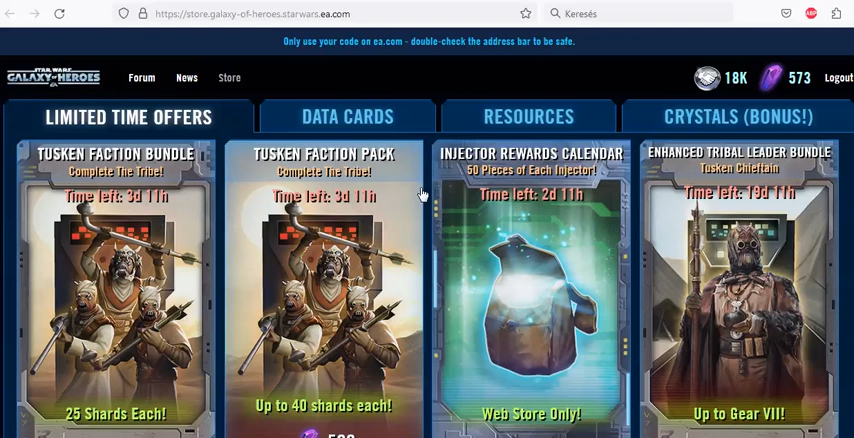 https://store.galaxy-of-heroes.starwars.ea.com
Keresés
ABP
Only use your code on ea.com - double-check the address bar to be safe.
STAR WARS
GALAXY OF HEROES
Forum
News
Store
18K
573
Logout
LIMITED TIME OFFERS
DATA CARDS
RESOURCES
CRYSTALS (BONUS!)
TUSKEN FACTION BUNDLE
Complete The Tribe!
Time left: 3d 11h
25 Shards Each!
TUSKEN FACTION PACK
Complete The Tribe!
Time left: 3d 11h
Up to 40 shards each!
INJECTOR REWARDS CALENDAR
50 Pieces of Each Injector!
Time left: 2d 11h
Web Store Only!
ENHANCED TRIBAL LEADER BUNDLE
Tusken Chieftain
Time left: 19d 11h
Up to Gear VII!